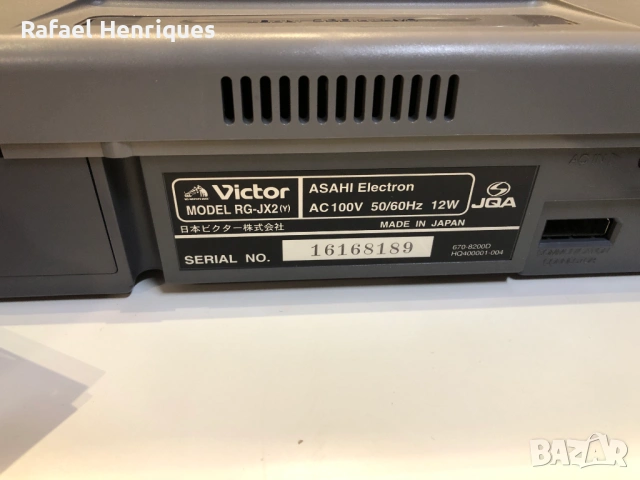 Rafael Henriques
Victor
MODEL RG-JX2(Y)
ASAHI Electron
AC100V 50/60Hz 12W
JQA
日本ビクター株式会社
MADE IN JAPAN
SERIAL NO. 16168189
670-8200D
HQ400001-004
BAZAR